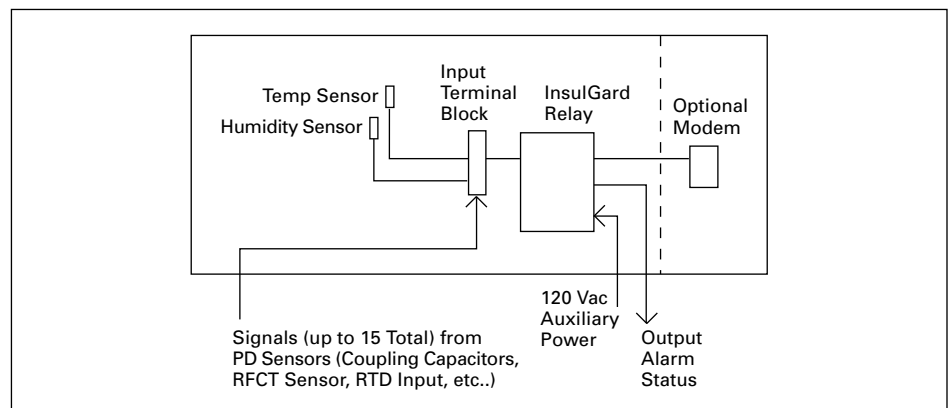 Input
Terminal
Block
Temp Sensor
Humidity Sensor
InsulGard
Relay
Optional
Modem
Signals (up to 15 Total) from
PD Sensors (Coupling Capacitors,
RFCT Sensor, RTD Input, etc..)
120 Vac
Auxiliary
Power
Output
Alarm
Status